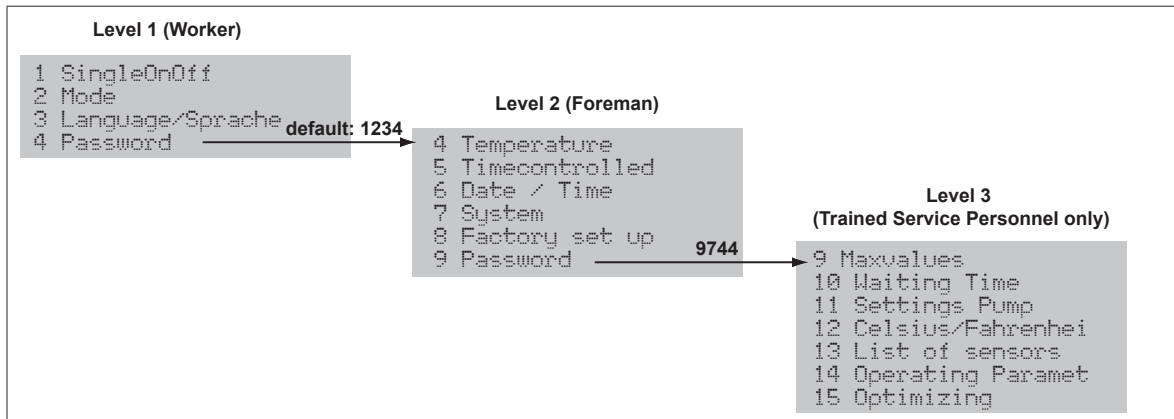 Level 1 (Worker)
1 SingleOnOff
2 Mode
3 Language/Sprache
4 Password
default: 1234
Level 2 (Foreman)
4 Temperature
5 Timecontrolled
6 Date / Time
7 System
8 Factory set up
9 Password
9744
Level 3
(Trained Service Personnel only)
9 Maxvalues
10 Waiting Time
11 Settings Pump
12 Celsius/Fahrenhei
13 List of sensors
14 Operating Paramet
15 Optimizing